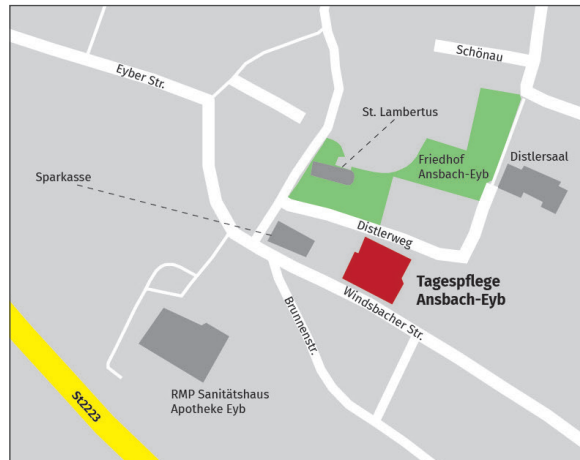 Schönau
Eyber Str.
St. Lambertus
Friedhof
Ansbach-Eyb
Distlersaal
Sparkasse
Distlerweg
Tagespflege
Ansbach-Eyb
Windsbacher Str.
Brunnenstr.
RMP Sanitätshaus
Apotheke Eyb
St2223